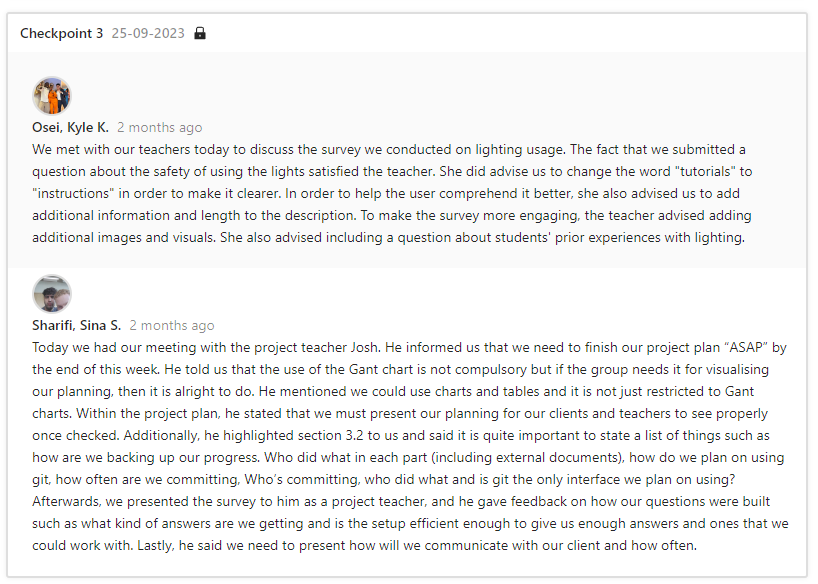 Checkpoint 3 25-09-2023
Osei, Kyle K. 2 months ago
We met with our teachers today to discuss the survey we conducted on lighting usage. The fact that we submitted a
question about the safety of using the lights satisfied the teacher. She did advise us to change the word "tutorials" to
"instructions" in order to make it clearer. In order to help the user comprehend it better, she also advised us to add
additional information and length to the description. To make the survey more engaging, the teacher advised adding
additional images and visuals. She also advised including a question about students' prior experiences with lighting.
Sharifi, Sina S. 2 months ago
Today we had our meeting with the project teacher Josh. He informed us that we need to finish our project plan “ASAP” by
the end of this week. He told us that the use of the Gant chart is not compulsory but if the group needs it for visualising
our planning, then it is alright to do. He mentioned we could use charts and tables and it is not just restricted to Gant
charts. Within the project plan, he stated that we must present our planning for our clients and teachers to see properly
once checked. Additionally, he highlighted section 3.2 to us and said it is quite important to state a list of things such as
how are we backing up our progress. Who did what in each part (including external documents), how do we plan on using
git, how often are we committing, Who’s committing, who did what and is git the only interface we plan on using?
Afterwards, we presented the survey to him as a project teacher, and he gave feedback on how our questions were built
such as what kind of answers are we getting and is the setup efficient enough to give us enough answers and ones that we
could work with. Lastly, he said we need to present how will we communicate with our client and how often.